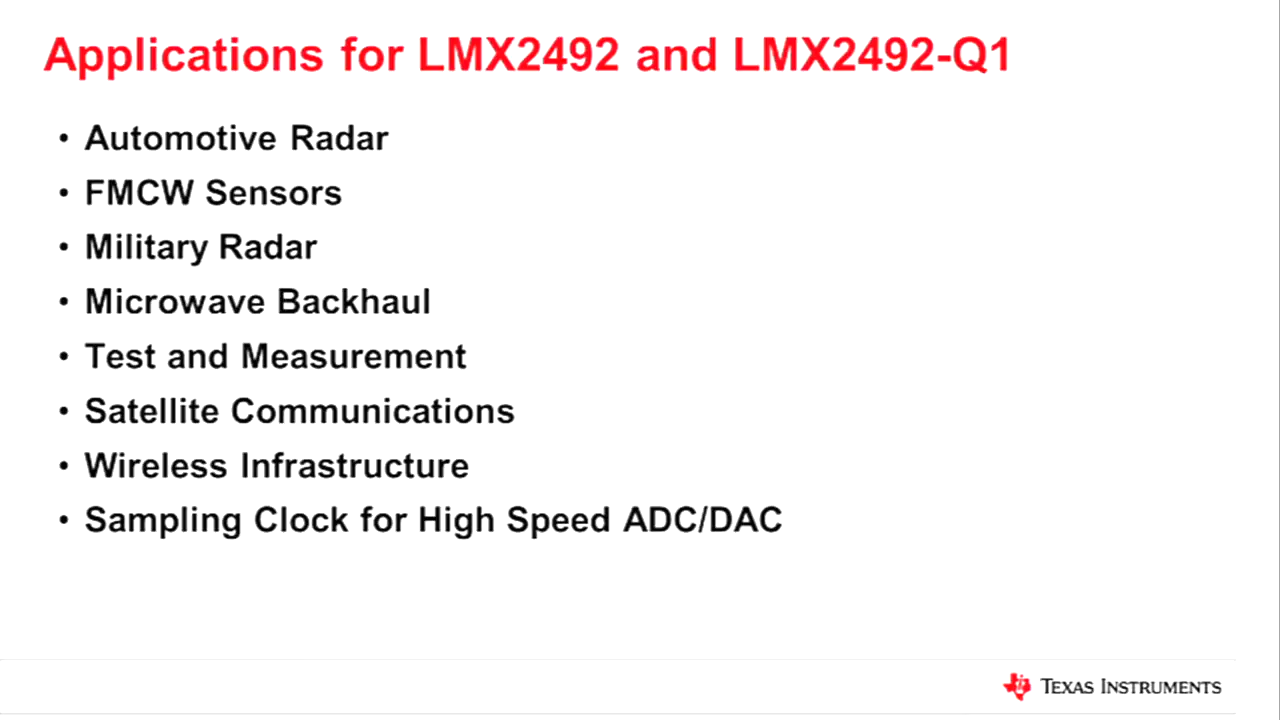 Applications for LMX2492 and LMX2492-Q1
• Automotive Radar
• FMCW Sensors
• Military Radar
• Microwave Backhaul
• Test and Measurement
• Satellite Communications
• Wireless Infrastructure
• Sampling Clock for High Speed ADC/DAC
TEXAS INSTRUMENTS